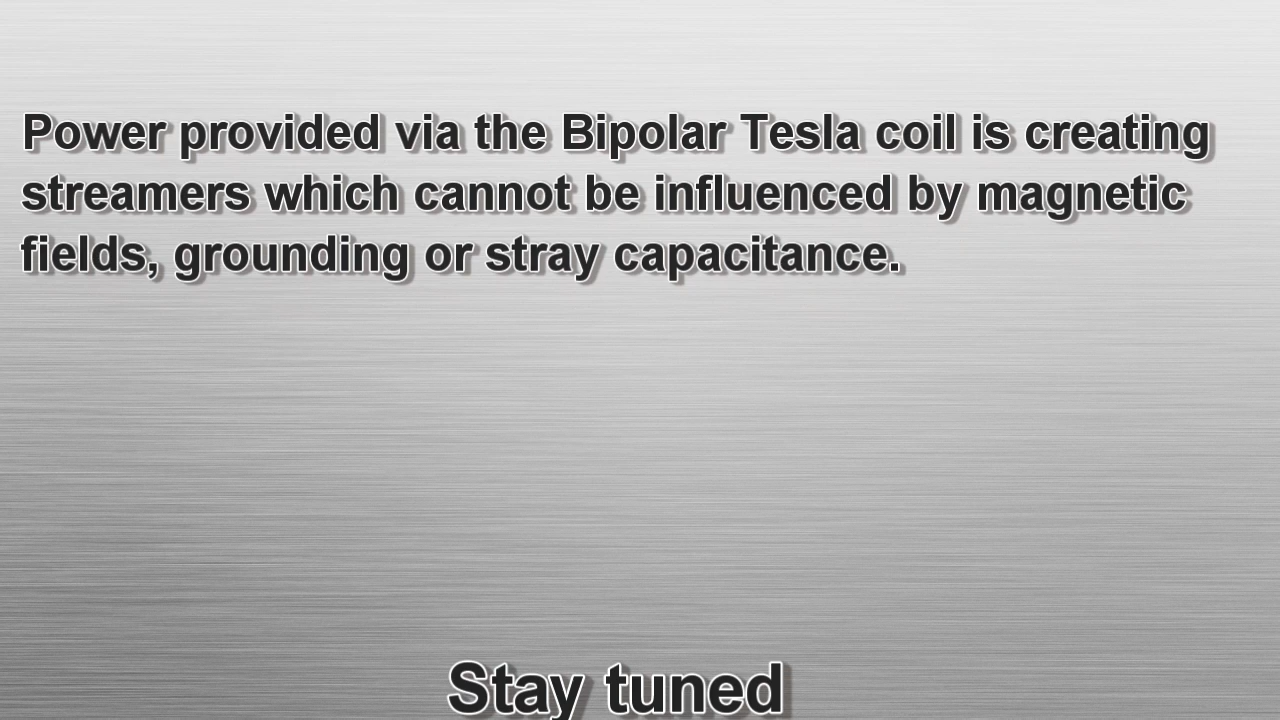 Power provided via the Bipolar Tesla coil is creating
streamers which cannot be influenced by magnetic
fields, grounding or stray capacitance.
Stay tuned